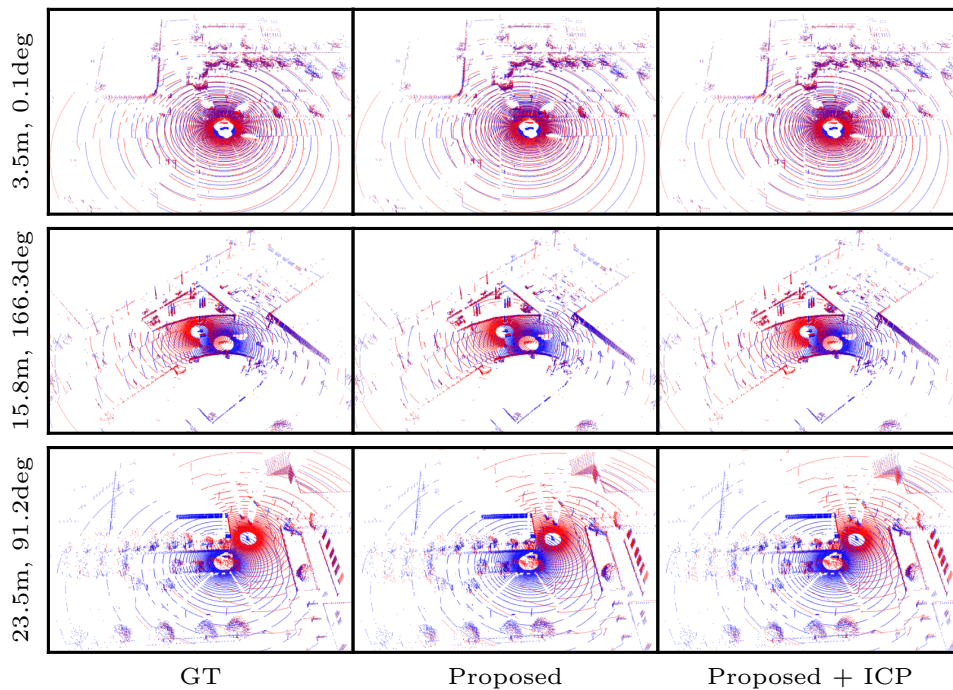 3.5m, 0.1deg
15.8m, 166.3deg
23.5m, 91.2deg
GT
Proposed
Proposed + ICP